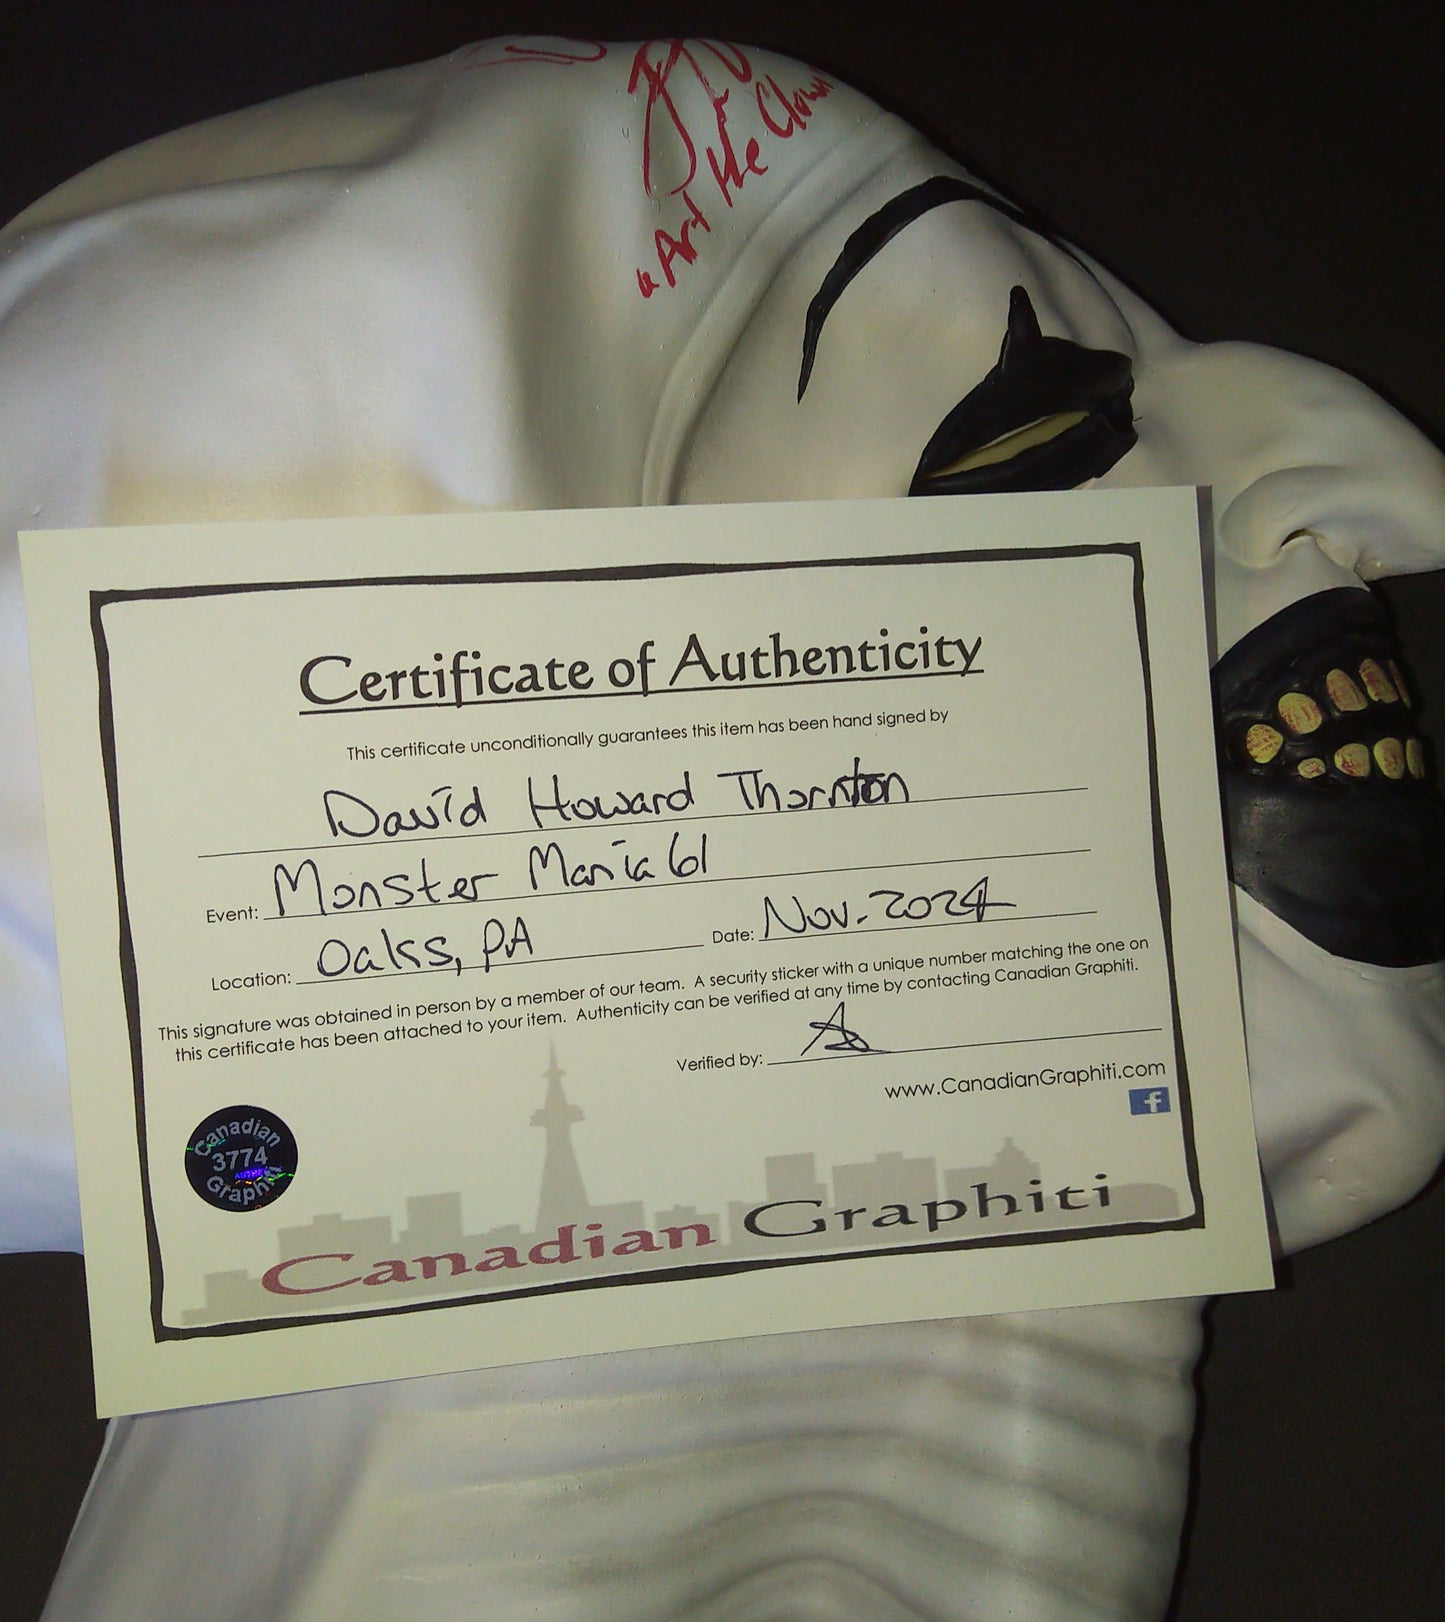 "Art the Clown
Certificate of Authenticity
This certificate unconditionally guarantees this item has been hand signed by
David Howard Thornton
Event: Monster Mania 61
Location: Oaks, PA Date: Nov. 2024
This signature was obtained in person by a member of our team. A security sticker with a unique number matching the one on
this certificate has been attached to your item. Authenticity can be verified at any time by contacting Canadian Graphiti.
Verified by:
www.CanadianGraphiti.com
f
Canadian
3774
Graphiti
Canadian Graphiti